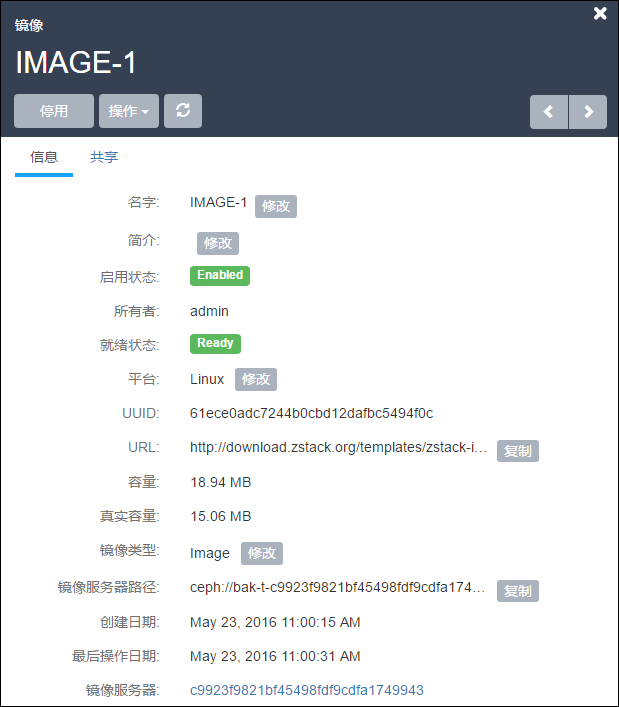 镜像
IMAGE-1
停用 操作
信息 共享
名字: IMAGE-1 修改
简介: 修改
启用状态: Enabled
所有者: admin
就绪状态: Ready
平台: Linux 修改
UUID: 61ece0adc7244b0cbd12dafbc5494f0c
URL: http://download.zstack.org/templates/zstack-i... 复制
容量: 18.94 MB
真实容量: 15.06 MB
镜像类型: Image 修改
镜像服务器路径: ceph://bak-t-c9923f9821bf45498fdf9cdfa174... 复制
创建日期: May 23, 2016 11:00:15 AM
最后操作日期: May 23, 2016 11:00:31 AM
镜像服务器: c9923f9821bf45498fdf9cdfa1749943